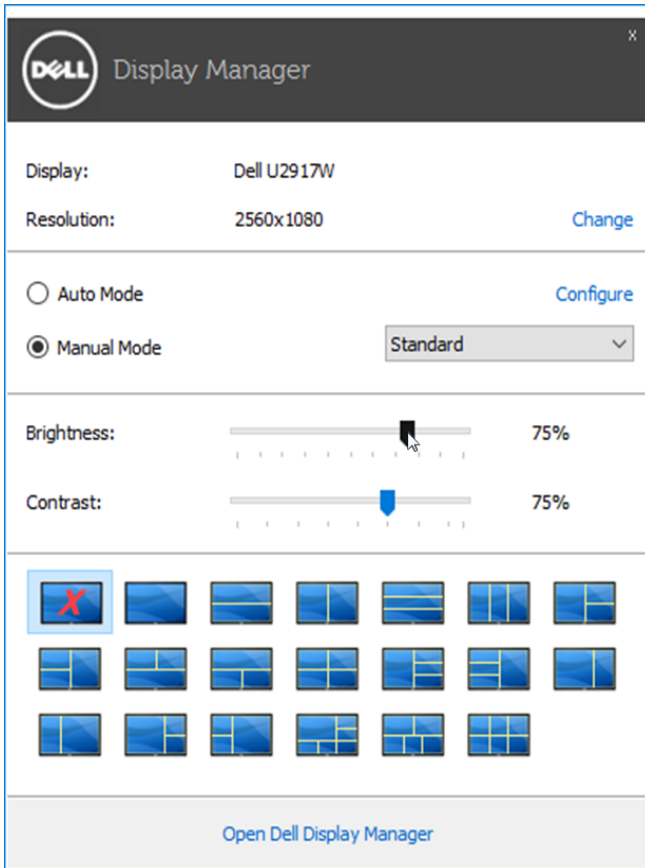 x
DELL Display Manager
Display: Dell U2917W
Resolution: 2560x1080 Change
Auto Mode Configure
Manual Mode Standard
Brightness: 75%
Contrast: 75%
X
Open Dell Display Manager